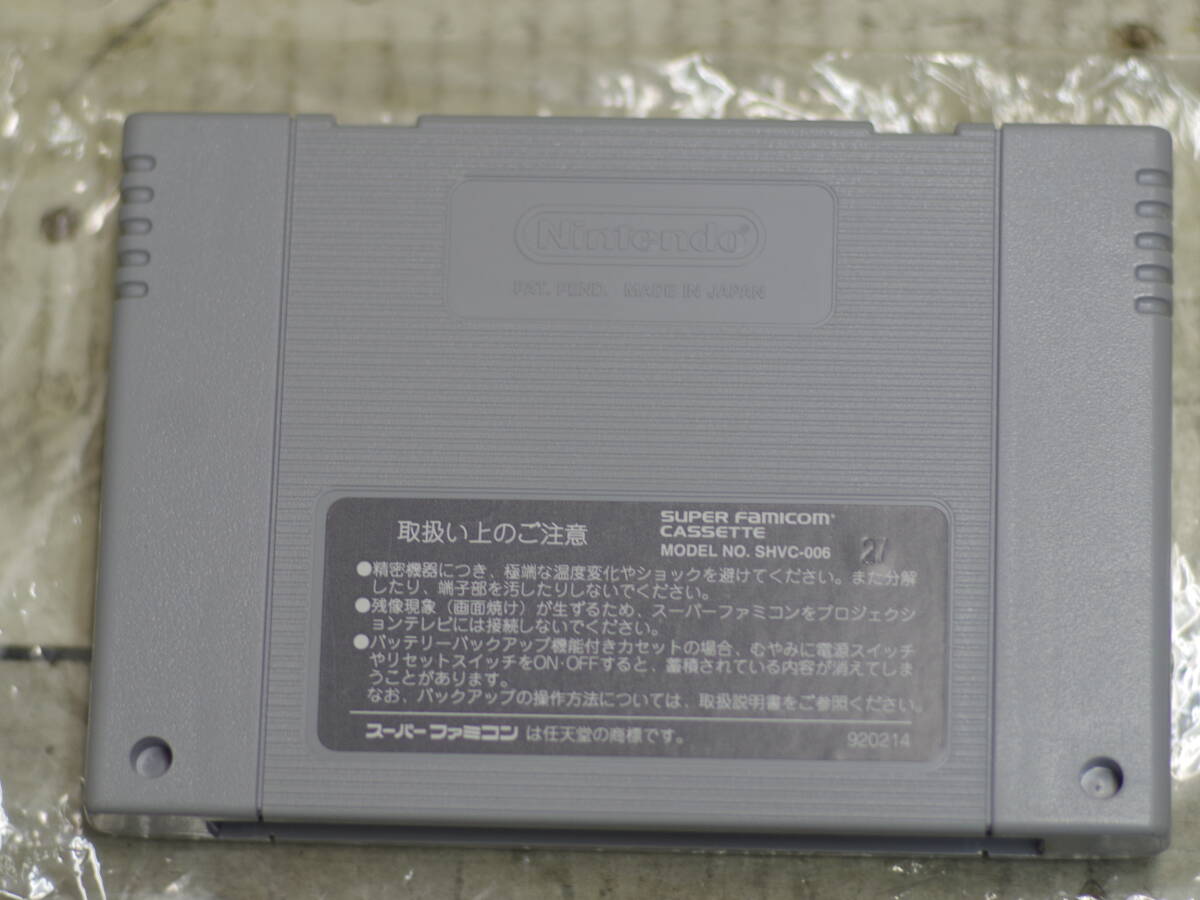 Nintendo®
PAT. PEND. MADE IN JAPAN
取扱い上のご注意
SUPER FAMICOM®
CASSETTE
MODEL NO. SHVC-006
27
●精密機器につき、極端な温度変化やショックを避けてください。また分解
したり、端子部を汚したりしないでください。
●残像現象（画面焼け）が生ずるため、スーパーファミコンをプロジェクシ
ョンテレビには接続しないでください。
●バッテリーバックアップ機能付きカセットの場合、むやみに電源スイッチ
やリセットスイッチをON・OFFすると、蓄積されている内容が消えてしま
うことがあります。
なお、バックアップの操作方法については、取扱説明書をご参照ください。
スーパーファミコンは任天堂の商標です。
920214